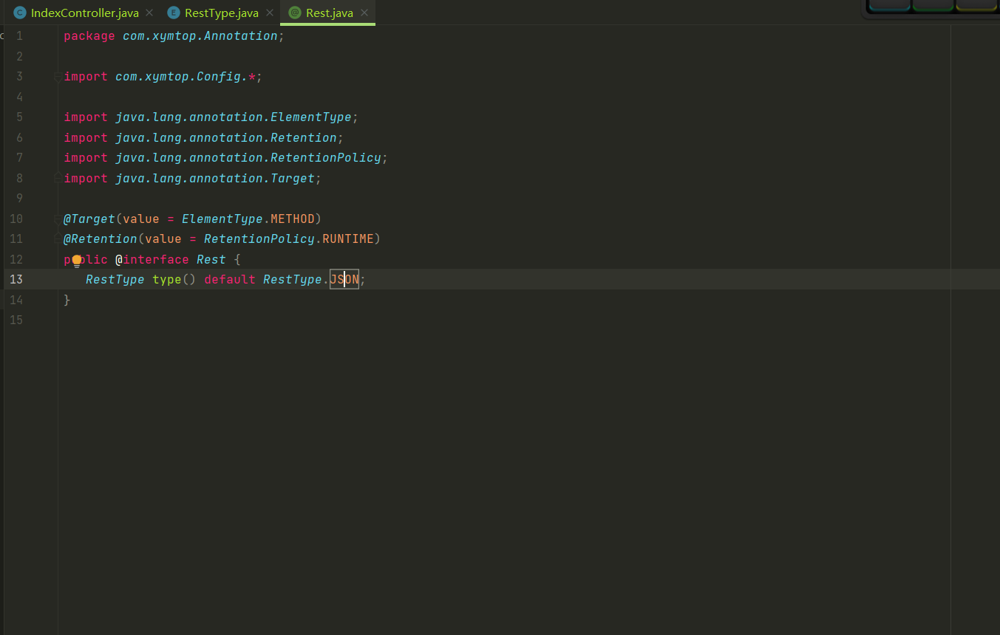 IndexController.java RestType.java Rest.java
1 package com.xymtop.Annotation;
2
3 import com.xymtop.Config.*;
4
5 import java.lang.annotation.ElementType;
6 import java.lang.annotation.Retention;
7 import java.lang.annotation.RetentionPolicy;
8 import java.lang.annotation.Target;
9
10 @Target(value = ElementType.METHOD)
11 @Retention(value = RetentionPolicy.RUNTIME)
12 public @interface Rest {
13 RestType type() default RestType.JSON;
14 }
15